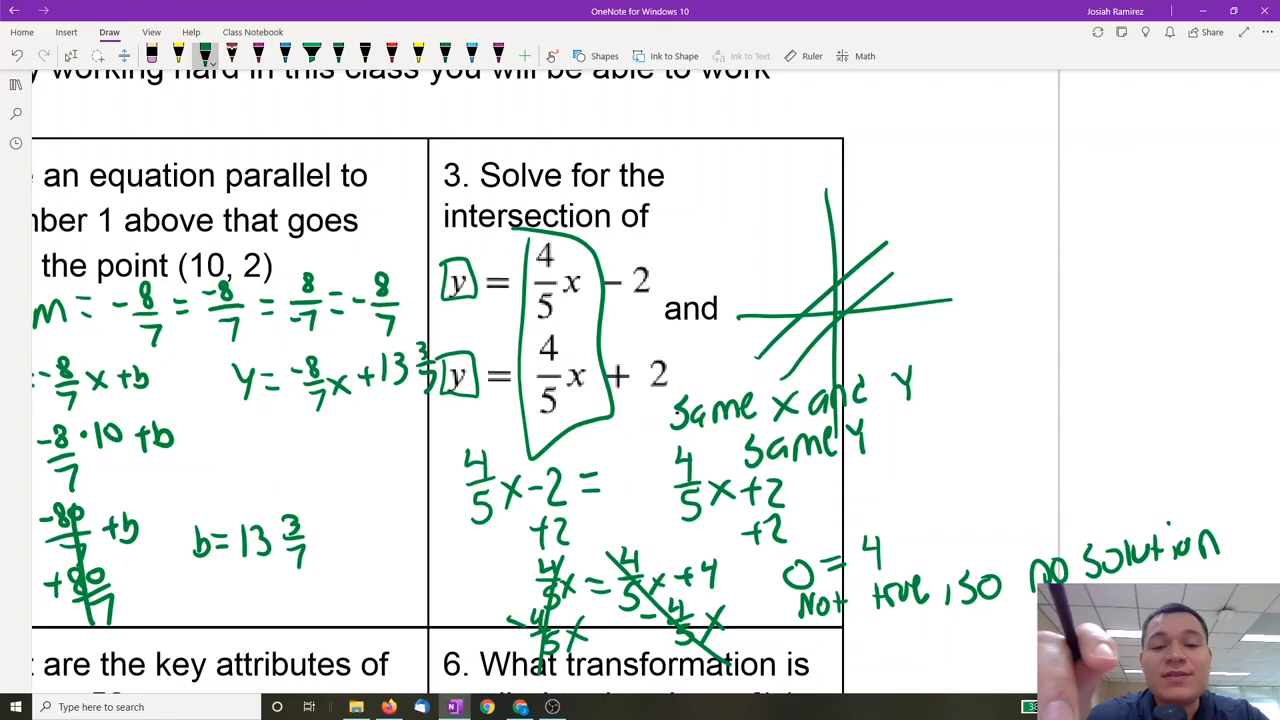 OneNote for Windows 10
Josiah Ramirez
Home Insert Draw View Help Class Notebook
Share
Shapes Ink to Shape Ink to Text Ruler Math
y working hard in this class you will be able to work
an equation parallel to
nber 1 above that goes
the point (10, 2)
m = -8/7 = -8/7 = 8/-7 = -8/7
= -8/7 x + b
y = -8/7 x + 13 3/7
-8/7 · 10 + b
-80/7 + b
+80/7
b = 13 3/7
3. Solve for the
intersection of
y = 4/5 x − 2
and
y = 4/5 x + 2
same x and y
same y
4/5 x - 2 = 4/5 x + 2
+2 +2
4/5 x = 4/5 x + 4
- 4/5 x - 4/5 x
0 = 4
Not true, so no solution
are the key attributes of
6. What transformation is
Type here to search